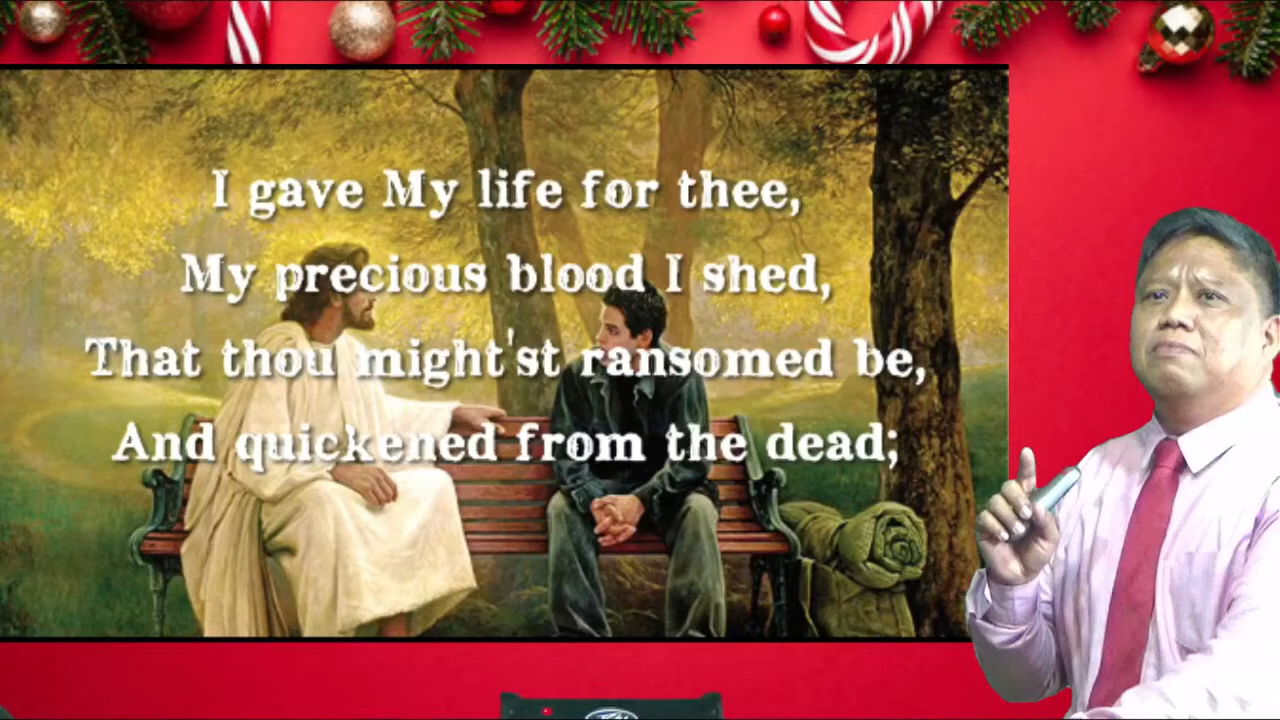 I gave My life for thee,
My precious blood I shed,
That thou might'st ransomed be,
And quickened from the dead;